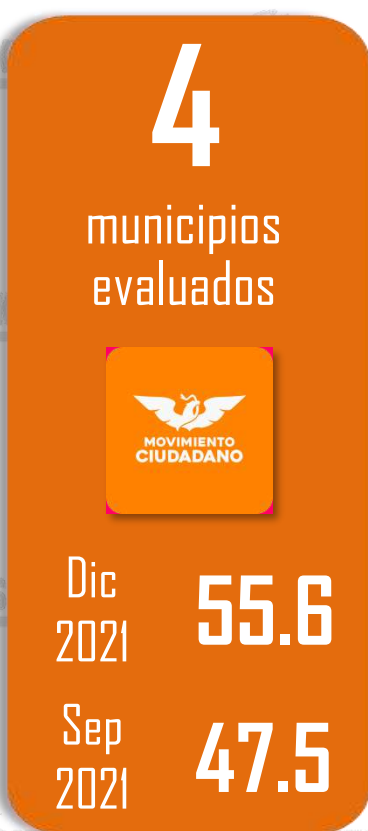 4
municipios
evaluados
MOVIMIENTO
CIUDADANO
Dic
2021
55.6
Sep
2021
47.5